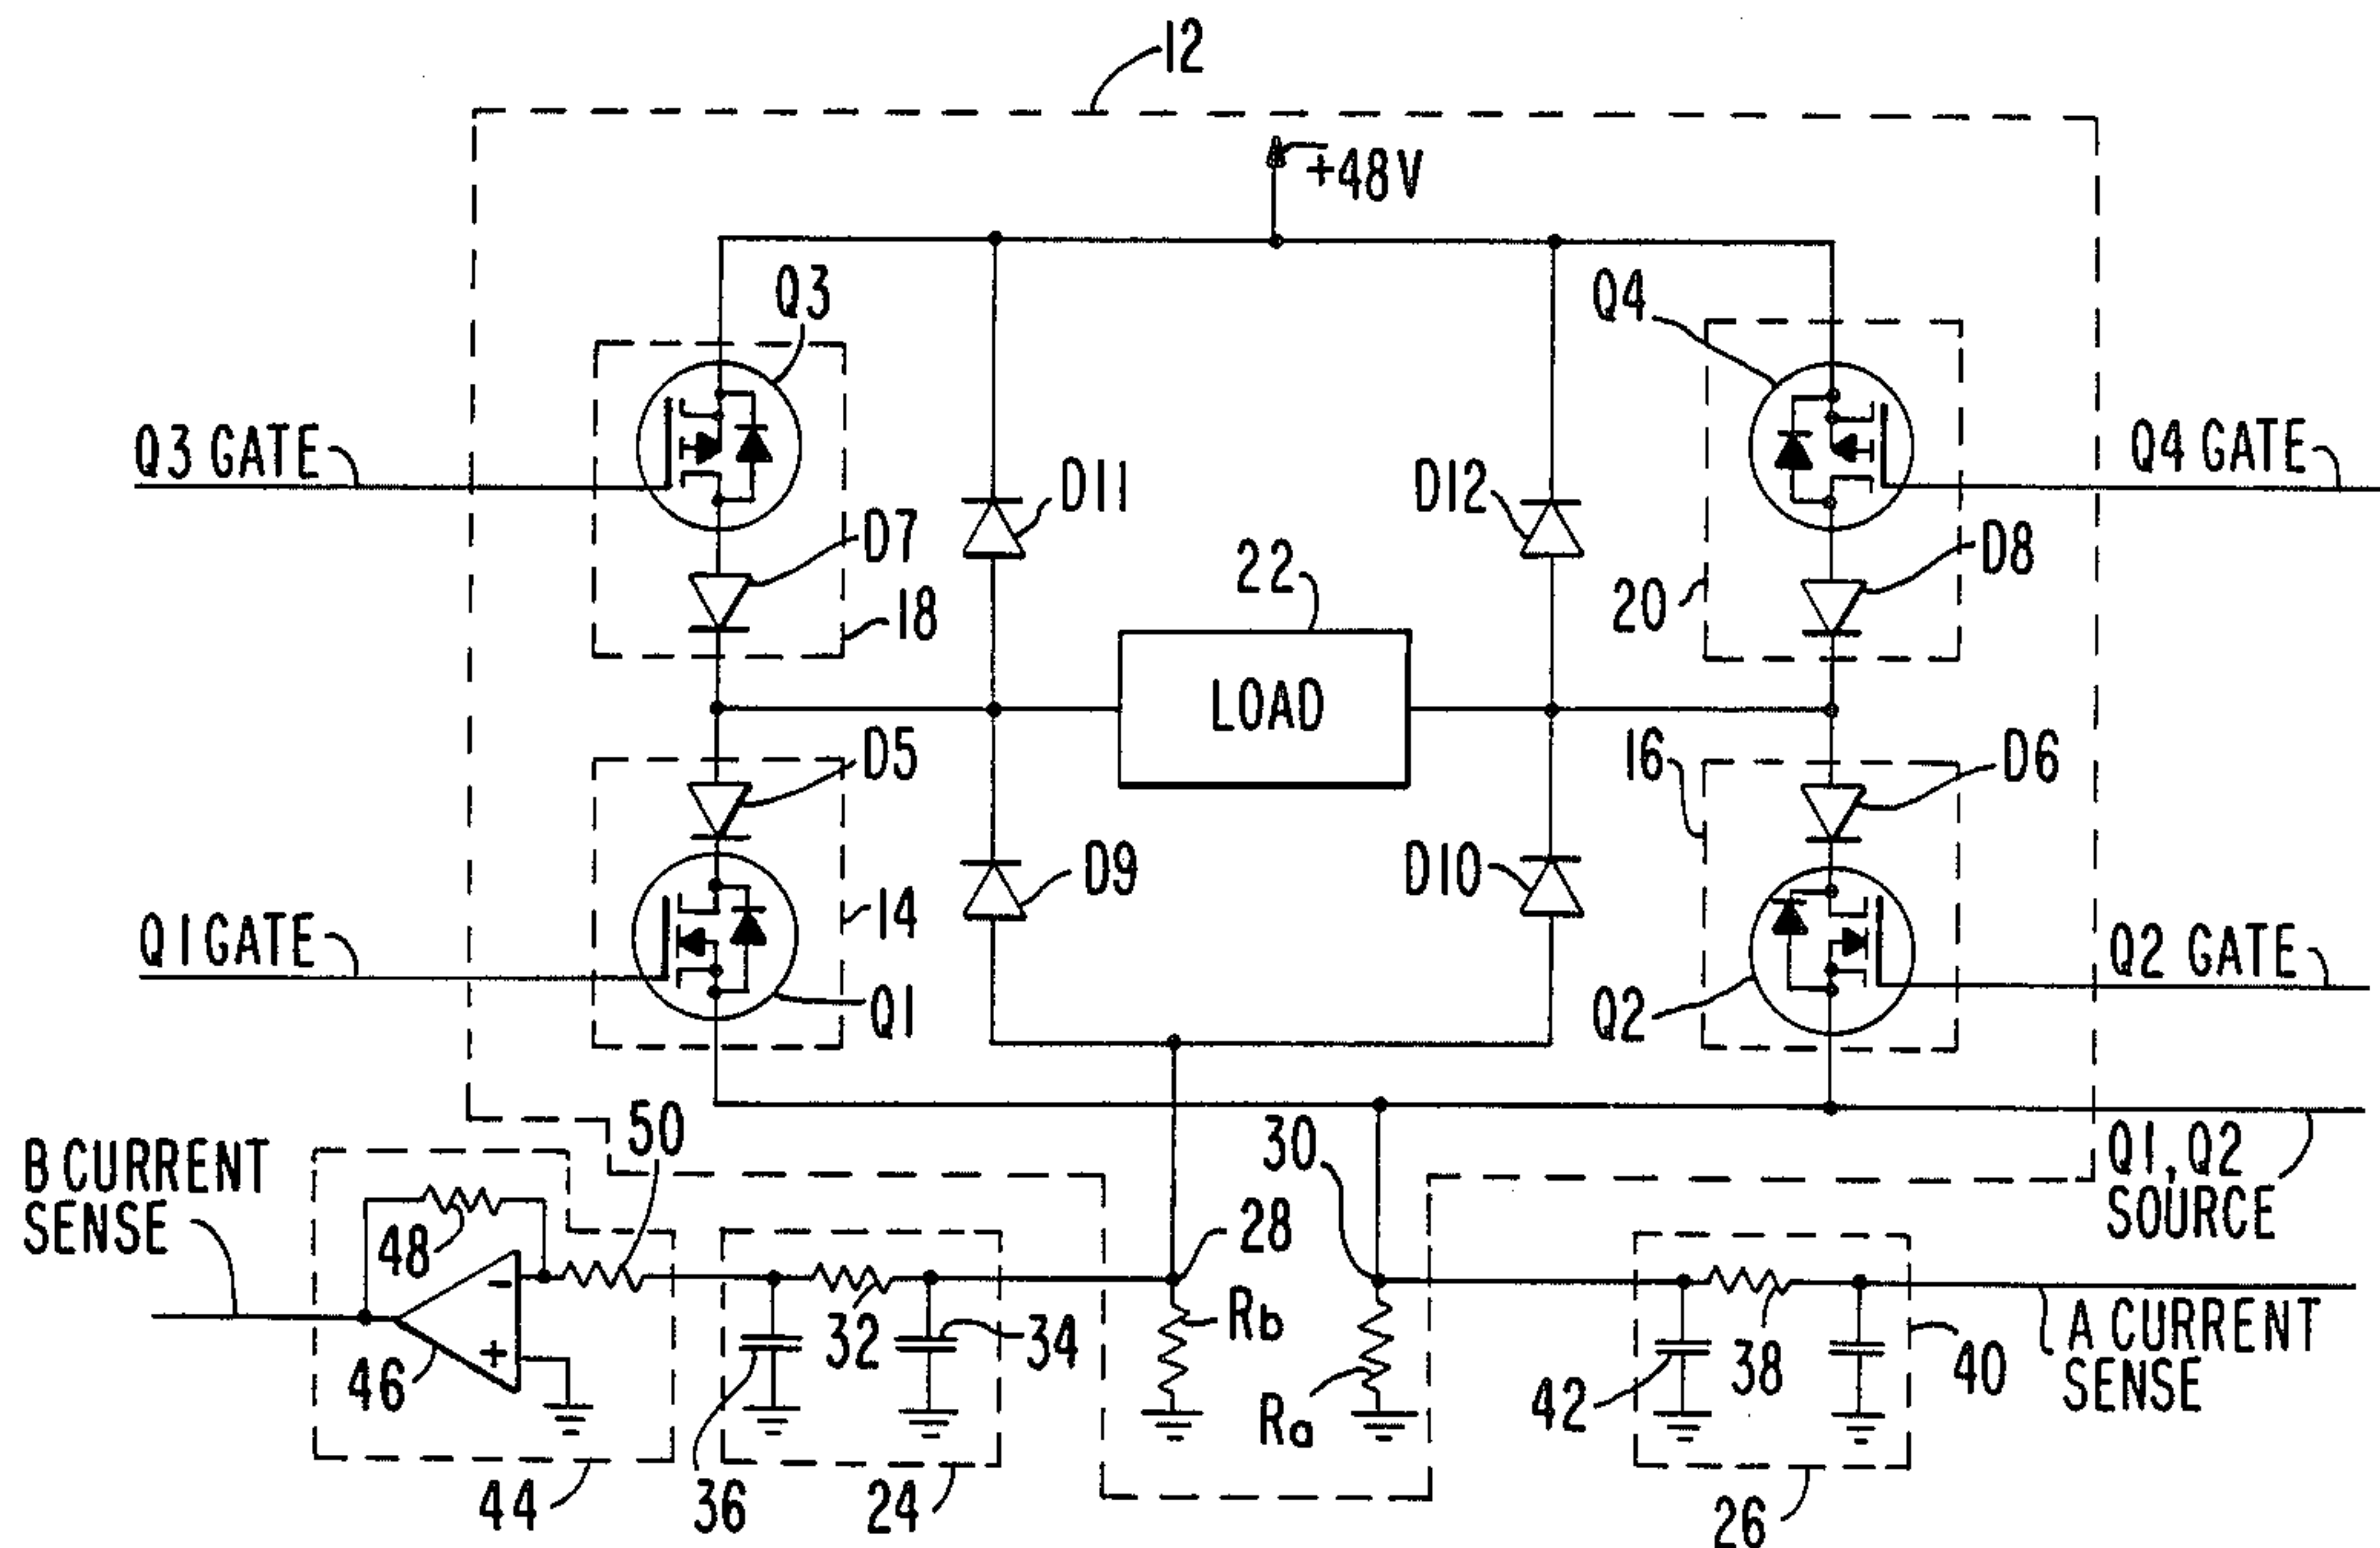 12
+48V
Q3
Q4
Q3 GATE
Q4 GATE
D11
D12
D7
D8
22
18
20
LOAD
D5
16
D6
D9
D10
14
Q1 GATE
Q2 GATE
Q1
Q2
B CURRENT
SENSE
50
30
Q1,Q2
SOURCE
48
28
-
+
46
32
34
Rb
Ra
42
38
40
A CURRENT
SENSE
44
36
24
26